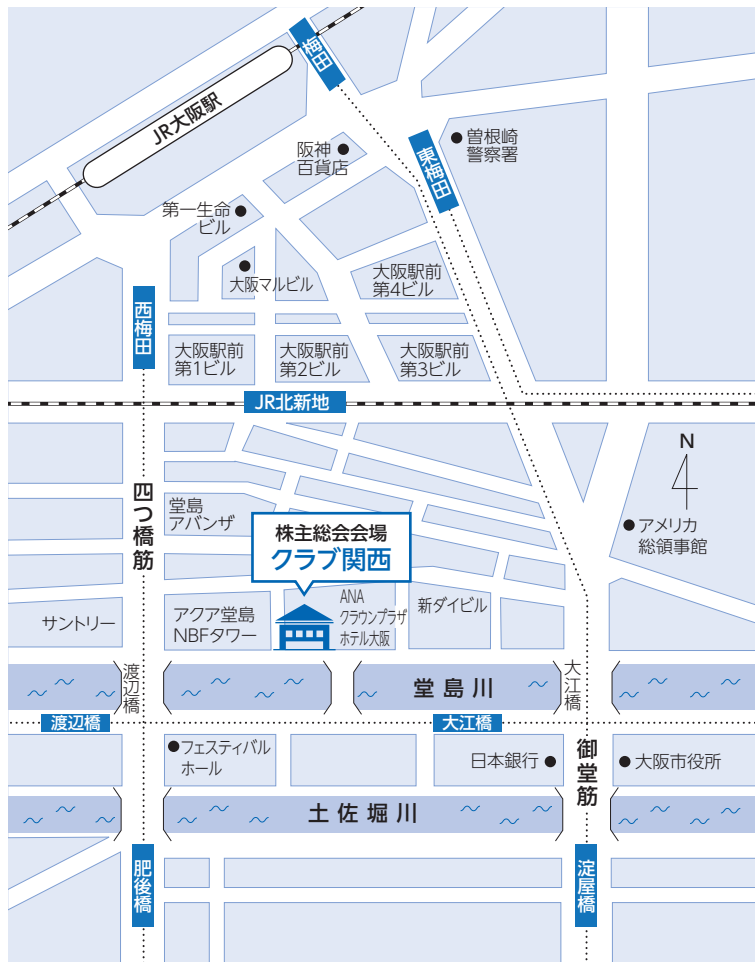 梅田
JR大阪駅
阪神
百貨店
曽根崎
警察署
東梅田
第一生命
ビル
大阪マルビル
大阪駅前
第4ビル
西梅田
大阪駅前
第1ビル
大阪駅前
第2ビル
大阪駅前
第3ビル
JR北新地
N
四つ橋筋
堂島
アバンザ
株主総会会場
クラブ関西
アメリカ
総領事館
サントリー
アクア堂島
NBFタワー
ANA
クラウンプラザ
ホテル大阪
新ダイビル
渡辺橋
堂島川
大江橋
渡辺橋
大江橋
フェスティバル
ホール
日本銀行
御堂筋
大阪市役所
土佐堀川
肥後橋
淀屋橋